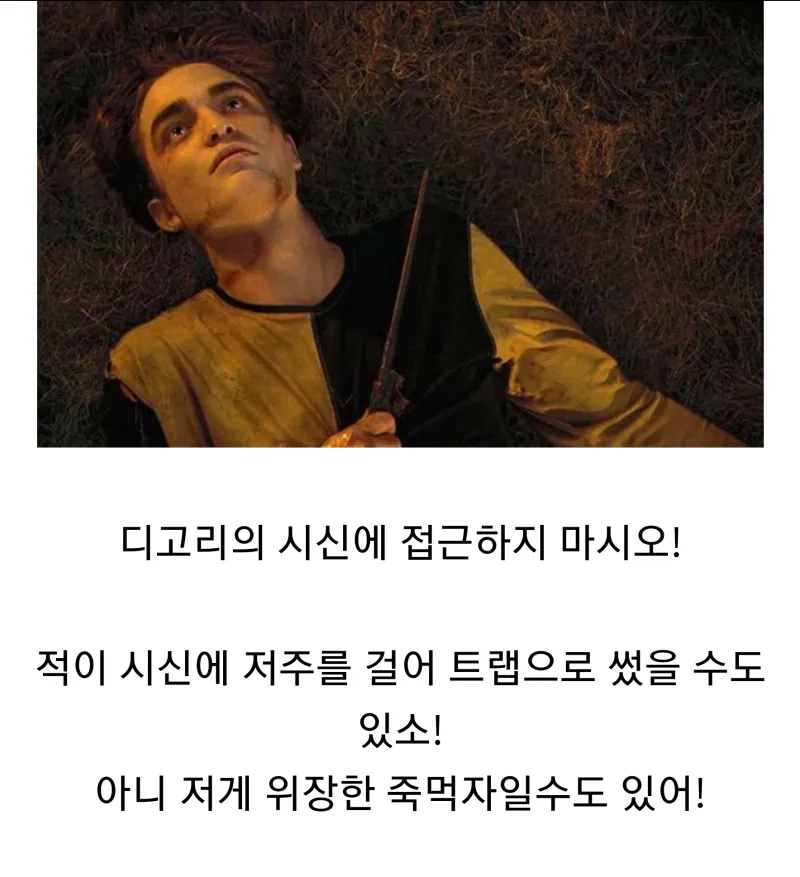 디고리의 시신에 접근하지 마시오!
적이 시신에 저주를 걸어 트랩으로 썼을 수도
있소!
아니 저게 위장한 죽먹자일수도 있어!